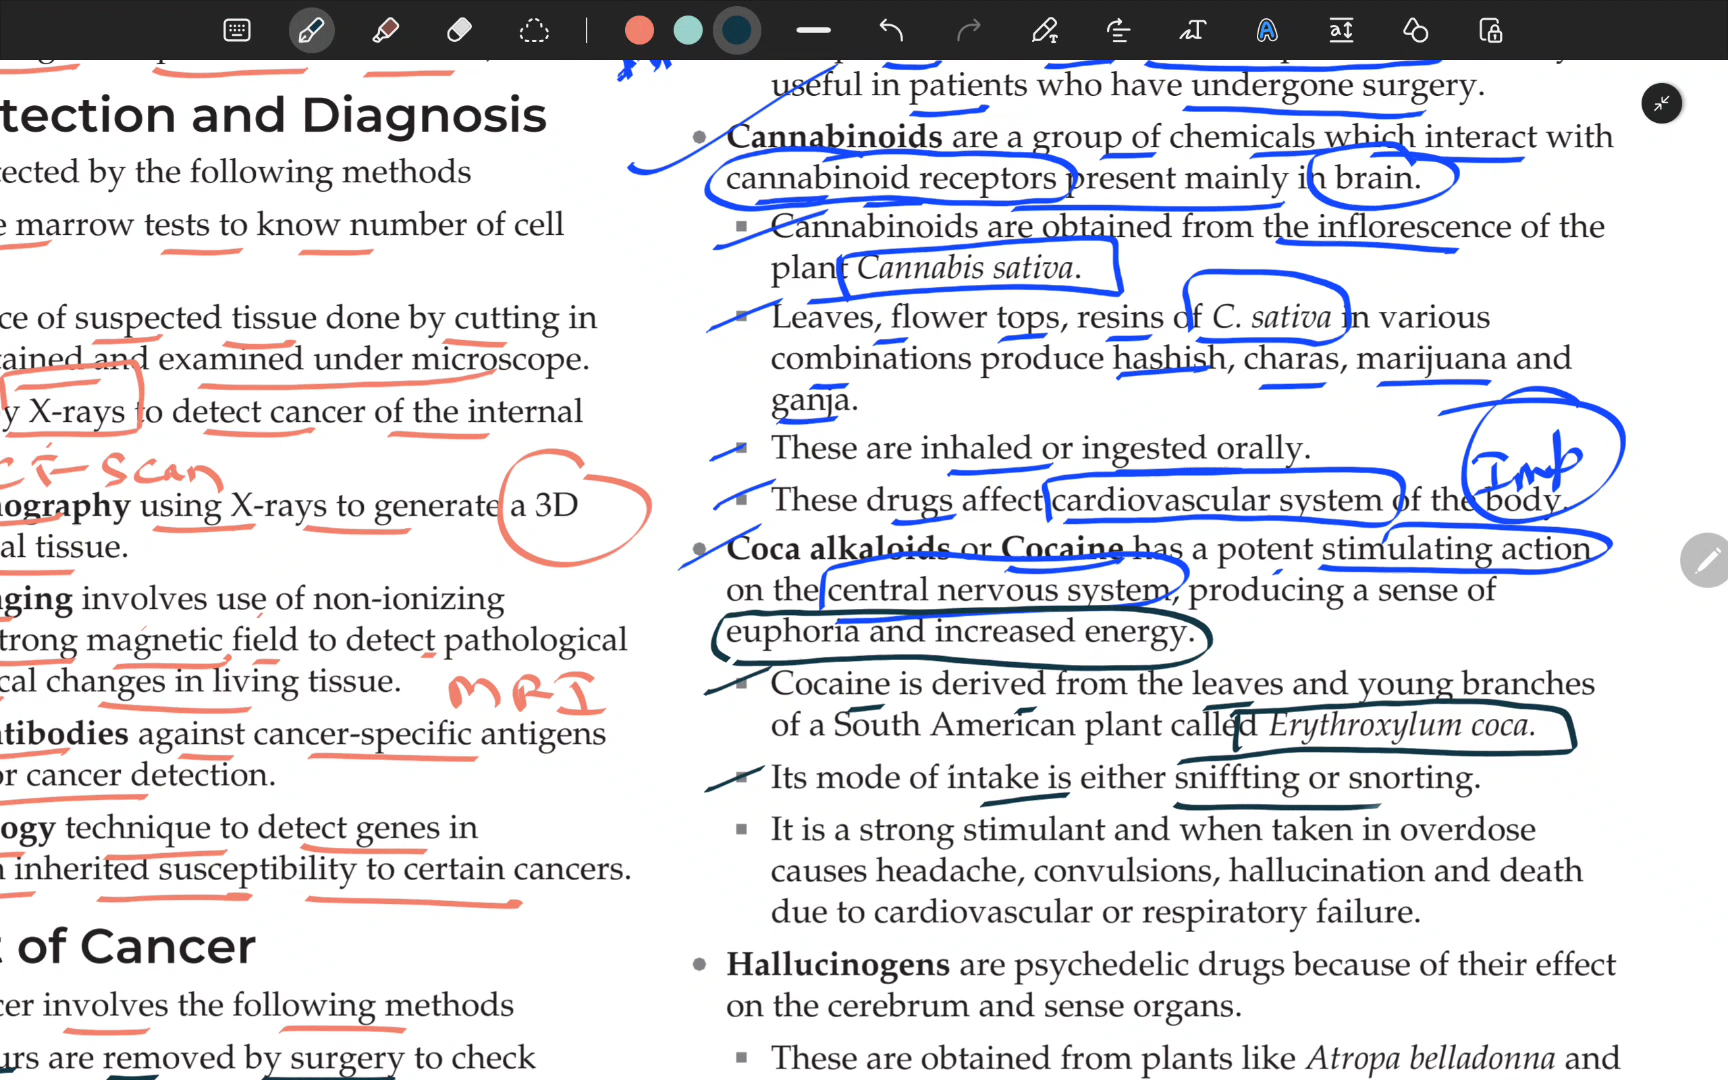 tection and Diagnosis
tected by the following methods
e marrow tests to know number of cell
ce of suspected tissue done by cutting in
tained and examined under microscope.
y X-rays to detect cancer of the internal
CT-Scan
nography using X-rays to generate a 3D
al tissue.
aging involves use of non-ionizing
strong magnetic field to detect pathological
cal changes in living tissue.
MRI
ntibodies against cancer-specific antigens
or cancer detection.
ogy technique to detect genes in
h inherited susceptibility to certain cancers.
t of Cancer
cer involves the following methods
urs are removed by surgery to check
useful in patients who have undergone surgery.
Cannabinoids are a group of chemicals which interact with
cannabinoid receptors present mainly in brain.
Cannabinoids are obtained from the inflorescence of the
plant Cannabis sativa.
Leaves, flower tops, resins of C. sativa in various
combinations produce hashish, charas, marijuana and
ganja.
These are inhaled or ingested orally.
Imp
These drugs affect cardiovascular system of the body.
Coca alkaloids or Cocaine has a potent stimulating action
on the central nervous system, producing a sense of
euphoria and increased energy.
Cocaine is derived from the leaves and young branches
of a South American plant called Erythroxylum coca.
Its mode of intake is either sniffting or snorting.
It is a strong stimulant and when taken in overdose
causes headache, convulsions, hallucination and death
due to cardiovascular or respiratory failure.
Hallucinogens are psychedelic drugs because of their effect
on the cerebrum and sense organs.
These are obtained from plants like Atropa belladonna and